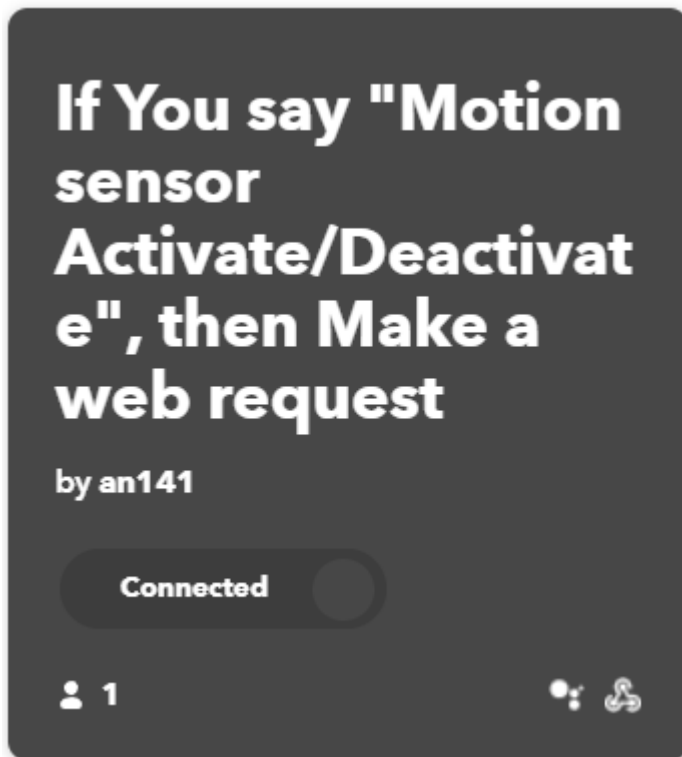 If You say "Motion
sensor
Activate/Deactivat
e", then Make a
web request
by an141
Connected
1